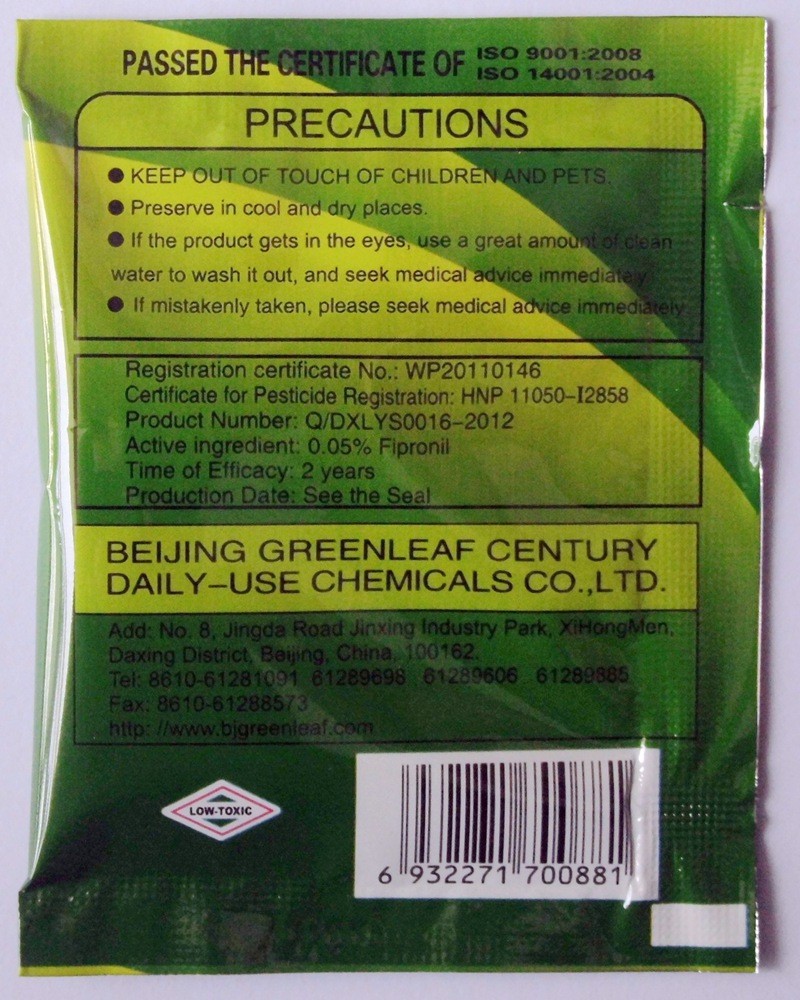 PASSED THE CERTIFICATE OF ISO 9001:2008
ISO 14001:2004
PRECAUTIONS
● KEEP OUT OF TOUCH OF CHILDREN AND PETS.
● Preserve in cool and dry places.
● If the product gets in the eyes, use a great amount of clean
water to wash it out, and seek medical advice immediately.
● If mistakenly taken, please seek medical advice immediately.
Registration certificate No.: WP20110146
Certificate for Pesticide Registration: HNP 11050-I2858
Product Number: Q/DXLYS0016-2012
Active ingredient: 0.05% Fipronil
Time of Efficacy: 2 years
Production Date: See the Seal
BEIJING GREENLEAF CENTURY
DAILY-USE CHEMICALS CO.,LTD.
Add: No. 8, Jingda Road Jinxing Industry Park, XiHongMen,
Daxing District, Beijing, China, 100162.
Tel: 8610-61281091 61289698 61289606 61289885
Fax: 8610-61288573
http: //www.bjgreenleaf.com
LOW-TOXIC
6 932271 700881